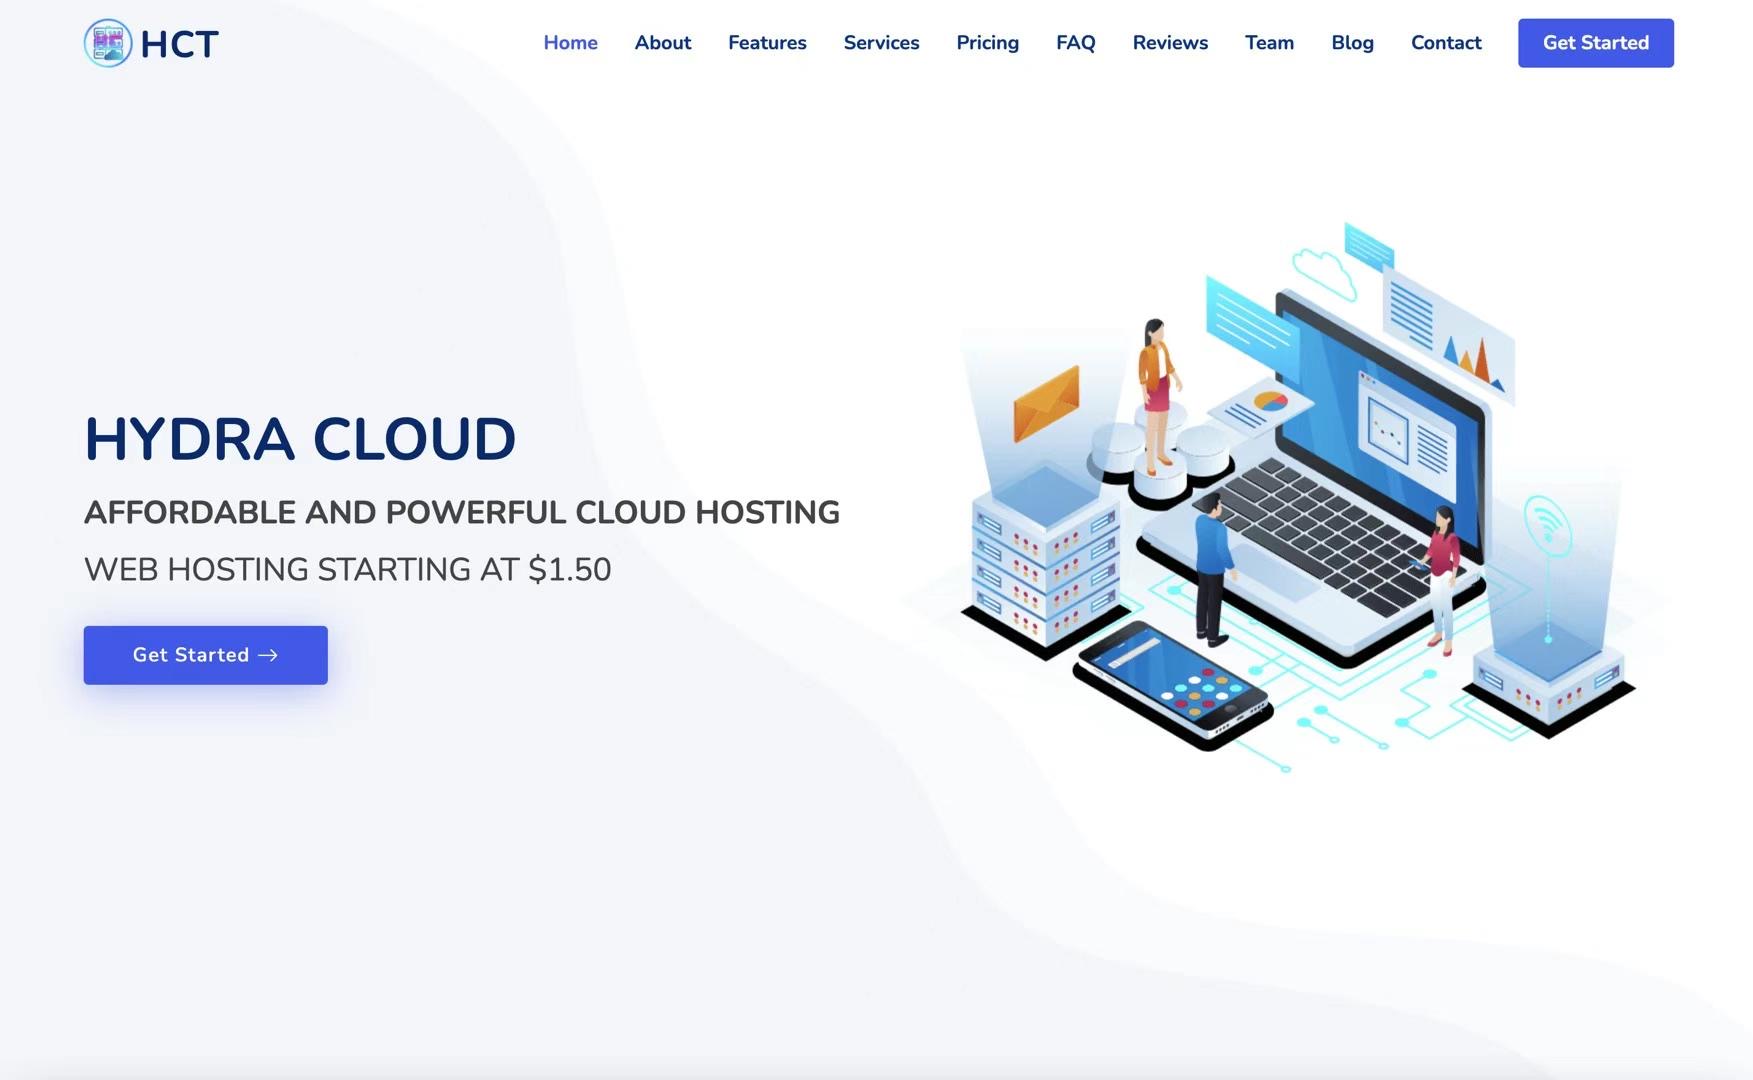 HCT
Home About Features Services Pricing FAQ Reviews Team Blog Contact Get Started
HYDRA CLOUD
AFFORDABLE AND POWERFUL CLOUD HOSTING
WEB HOSTING STARTING AT $1.50
Get Started →